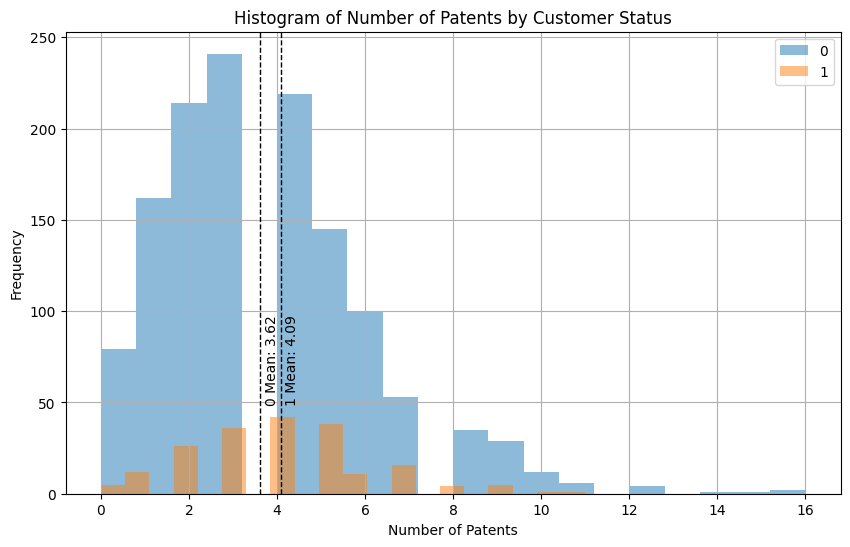 Histogram of Number of Patents by Customer Status
250
200
150
100
50
0
Frequency
0 Mean: 3.62
1 Mean: 4.09
0
1
0 2 4 6 8 10 12 14 16
Number of Patents